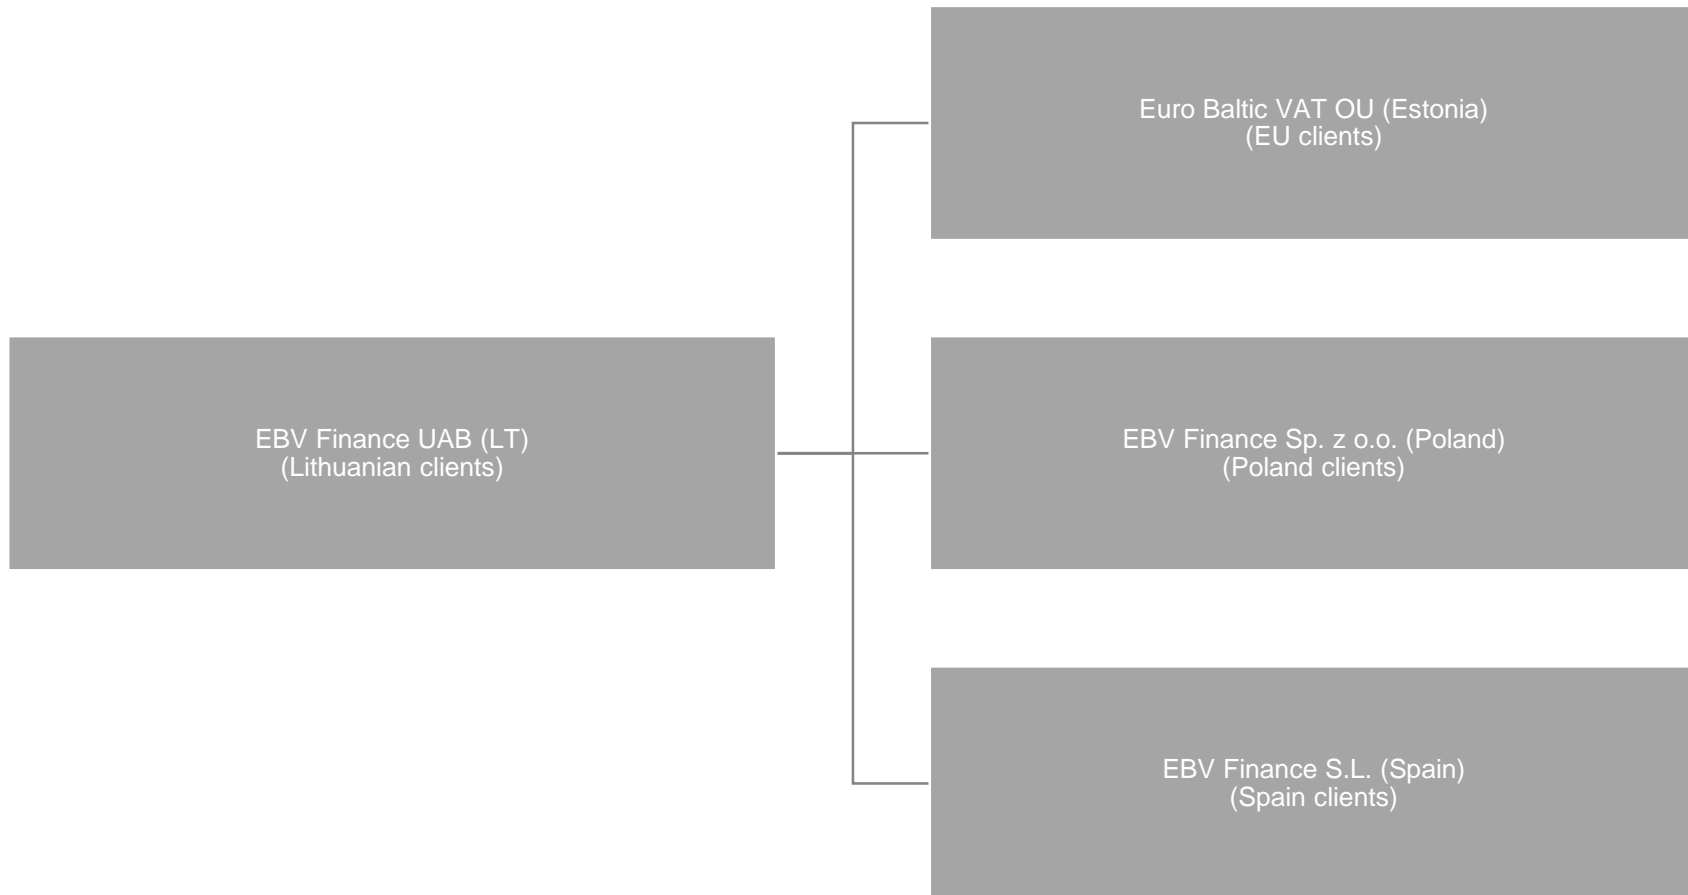 Euro Baltic VAT OU (Estonia)
(EU clients)
EBV Finance UAB (LT)
(Lithuanian clients)
EBV Finance Sp. z o.o. (Poland)
(Poland clients)
EBV Finance S.L. (Spain)
(Spain clients)